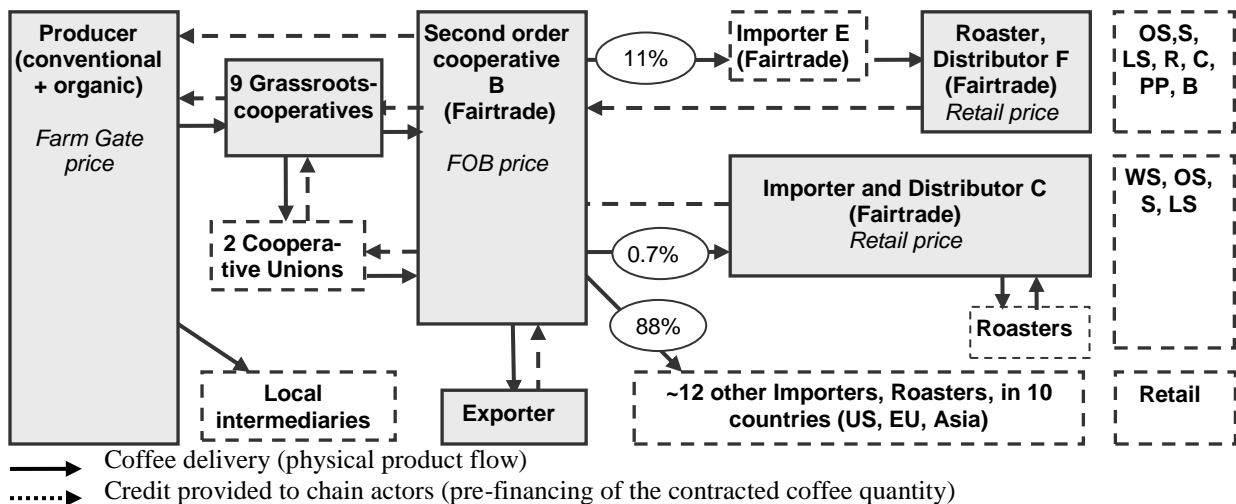 Producer
(conventional
+ organic)
Farm Gate
price
9 Grassroots-
cooperatives
2 Coopera-
tive Unions
Local
intermediaries
Second order
cooperative
B
(Fairtrade)
FOB price
Exporter
11%
0.7%
88%
Importer E
(Fairtrade)
Roaster,
Distributor F
(Fairtrade)
Retail price
OS,S,
LS, R, C,
PP, B
Importer and Distributor C
(Fairtrade)
Retail price
WS, OS,
S, LS
Roasters
~12 other Importers, Roasters, in 10
countries (US, EU, Asia)
Retail
Coffee delivery (physical product flow)
Credit provided to chain actors (pre-financing of the contracted coffee quantity)